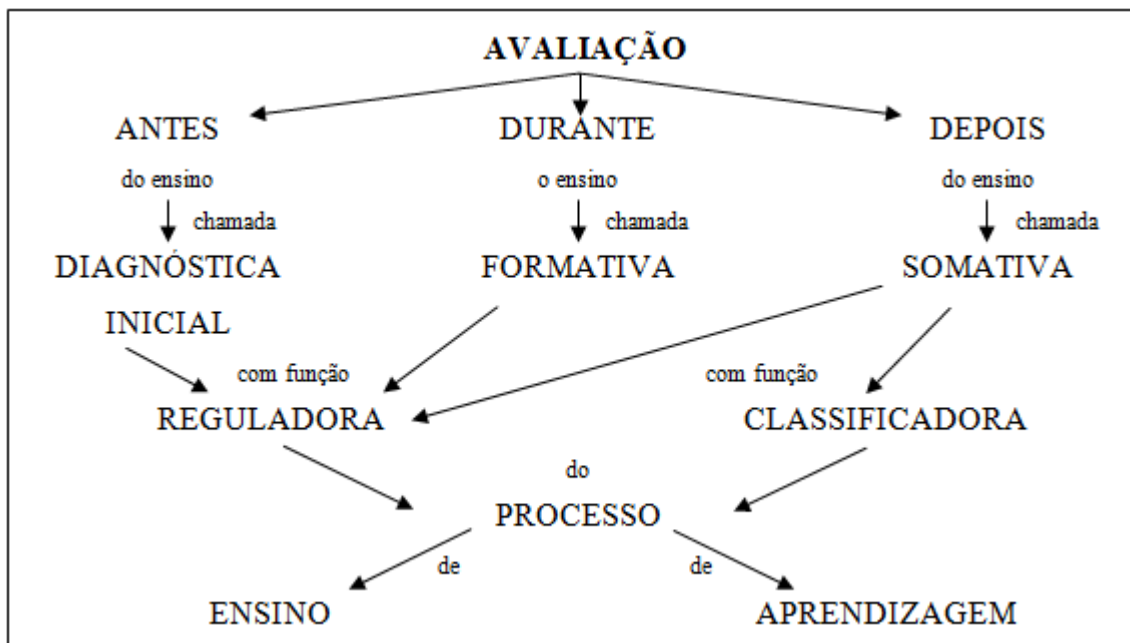 AVALIAÇÃO
ANTES DURANTE DEPOIS
do ensino o ensino do ensino
chamada chamada chamada
DIAGNÓSTICA FORMATIVA SOMATIVA
INICIAL
com função com função
REGULADORA CLASSIFICADORA
do
PROCESSO
de de
ENSINO APRENDIZAGEM